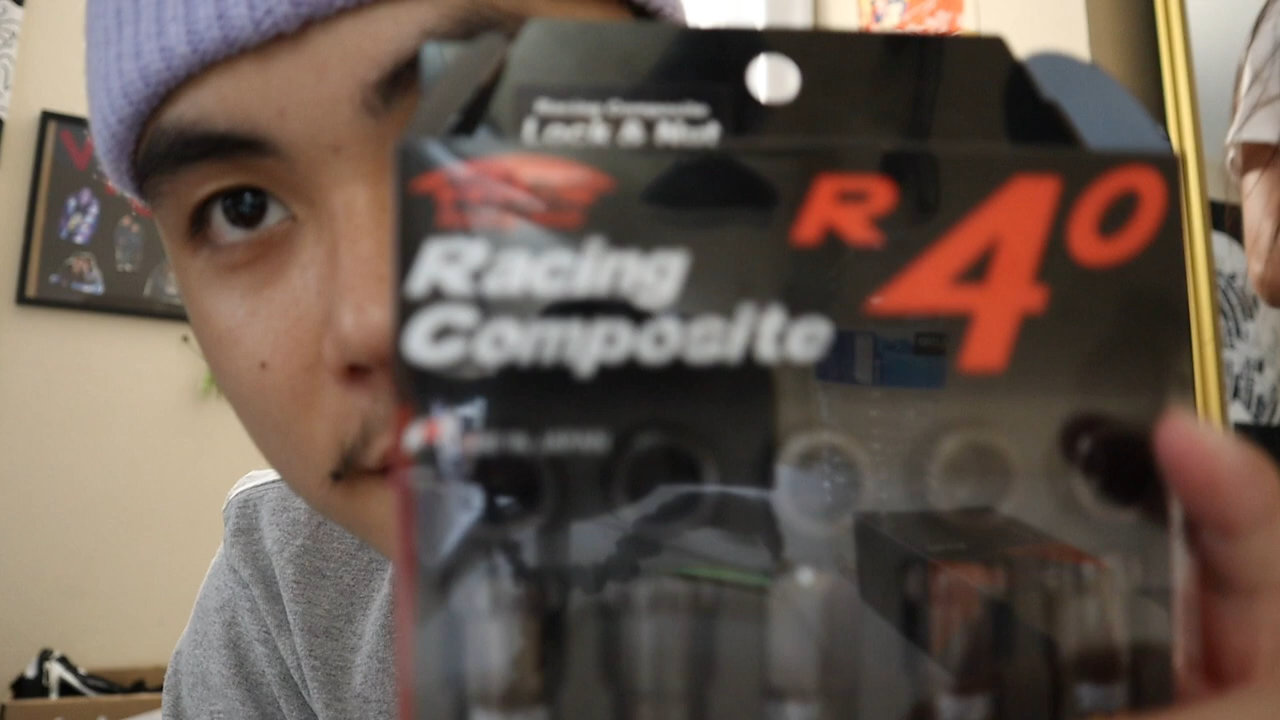 Racing Composite
Lock & Nut
R40
Racing
Composite